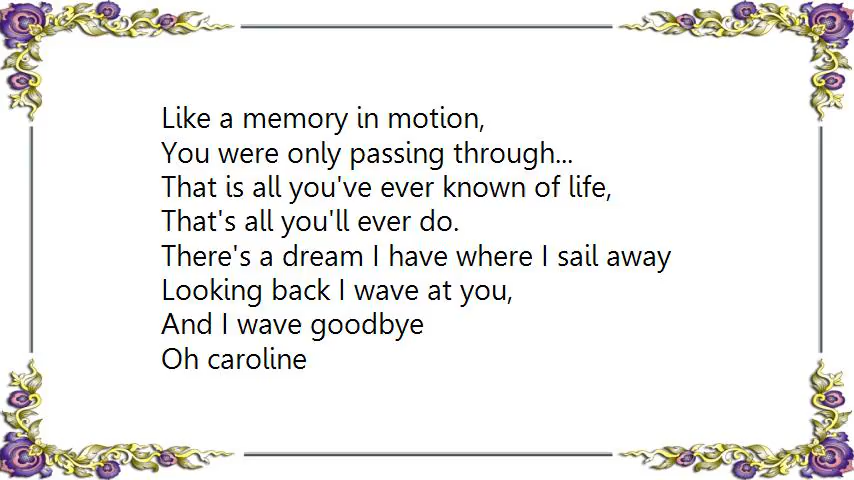 Like a memory in motion,
You were only passing through...
That is all you've ever known of life,
That's all you'll ever do.
There's a dream I have where I sail away
Looking back I wave at you,
And I wave goodbye
Oh caroline